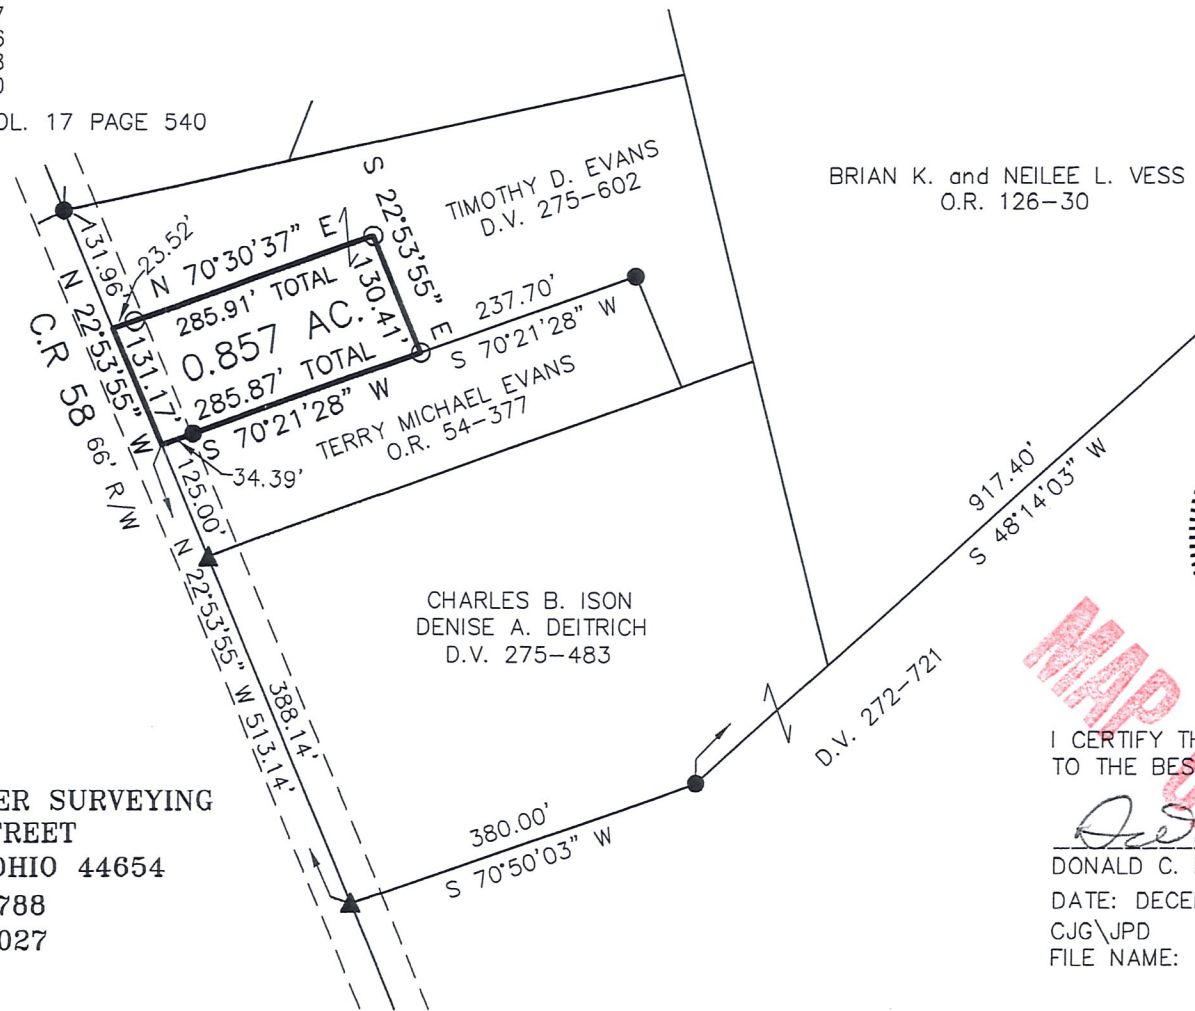 OL. 17 PAGE 540
BRIAN K. and NEILEE L. VESS
O.R. 126-30
TIMOTHY D. EVANS
D.V. 275-602
S 22°53'55" E
131.96'
23.52'
N 70°30'37" E
285.91' TOTAL
0.857 AC.
285.87' TOTAL
S 70°21'28" W
130.41'
131.17'
N 22°53'55" W
C.R 58
66' R/W
237.70'
S 70°21'28" W
TERRY MICHAEL EVANS
O.R. 54-377
34.39'
125.00'
N 22°53'55" W 513.14'
388.14'
CHARLES B. ISON
DENISE A. DEITRICH
D.V. 275-483
917.40'
S 48°14'03" W
D.V. 272-721
380.00'
S 70°50'03" W
ER SURVEYING
TREET
OHIO 44654
788
027
MAP
I CERTIFY TH
TO THE BES
DONALD C.
DATE: DECE
CJG\JPD
FILE NAME: